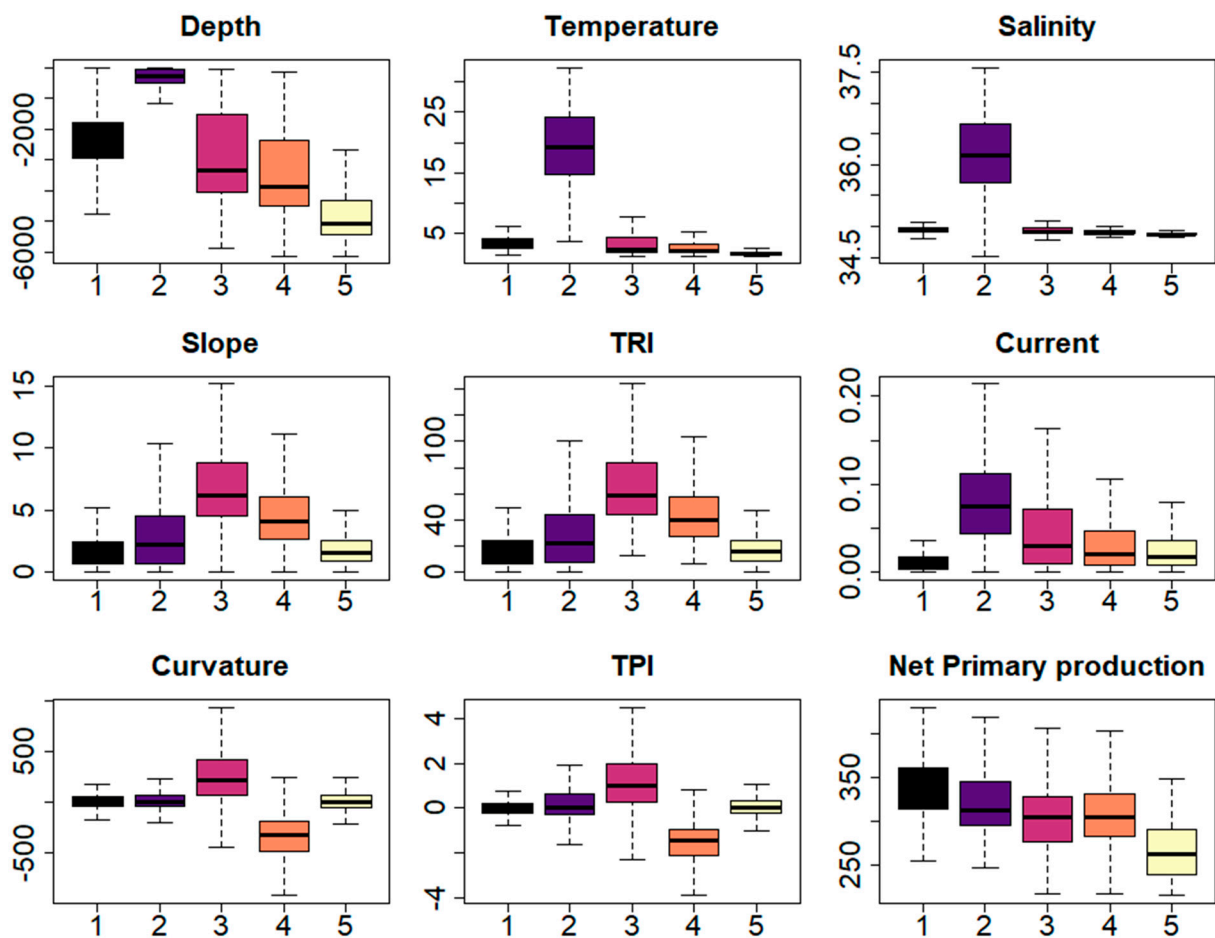 Depth
Temperature
Salinity
-2000
-6000
1 2 3 4 5
25
15
5
1 2 3 4 5
37.5
36.0
34.5
1 2 3 4 5
Slope
TRI
Current
15
10
5
0
1 2 3 4 5
100
40
0
1 2 3 4 5
0.20
0.10
0.00
1 2 3 4 5
Curvature
TPI
Net Primary production
500
-500
1 2 3 4 5
4
2
0
-4
1 2 3 4 5
350
250
1 2 3 4 5